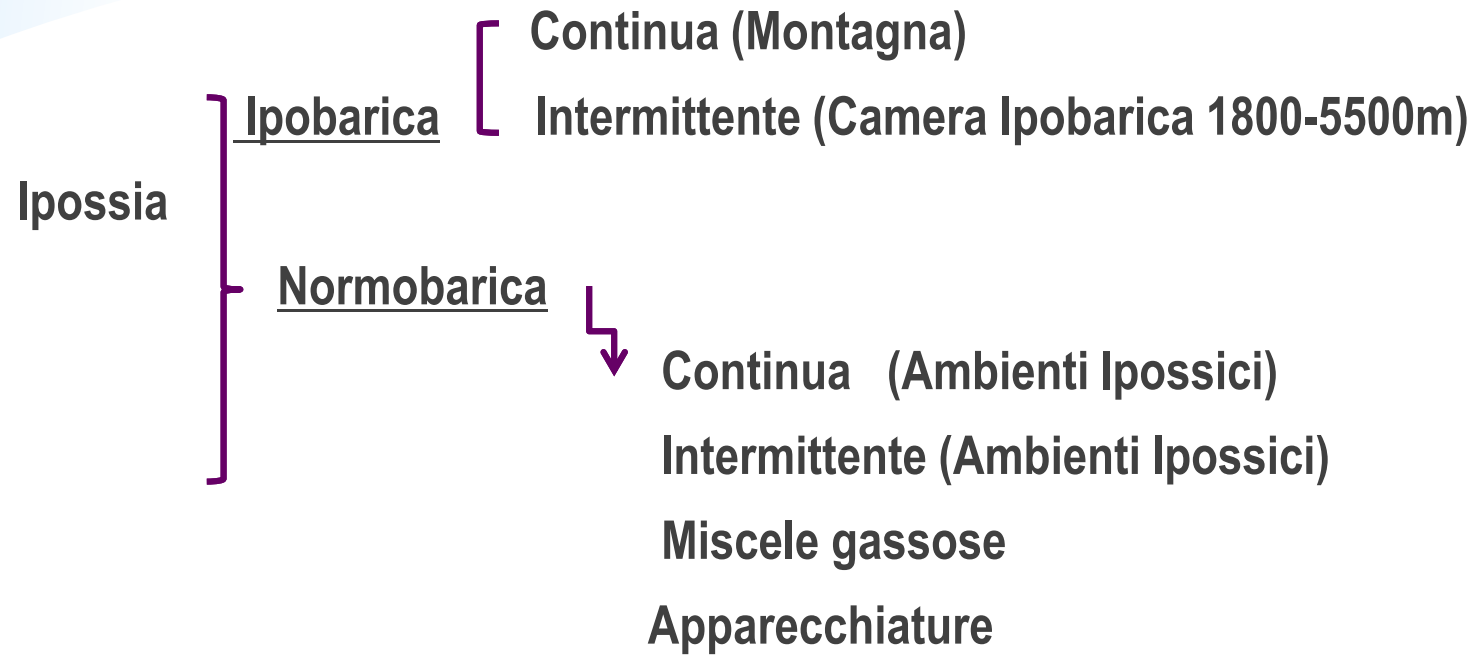 Continua (Montagna)
Ipobarica
Intermittente (Camera Ipobarica 1800-5500m)
Ipossia
Normobarica
Continua (Ambienti Ipossici)
Intermittente (Ambienti Ipossici)
Miscele gassose
Apparecchiature